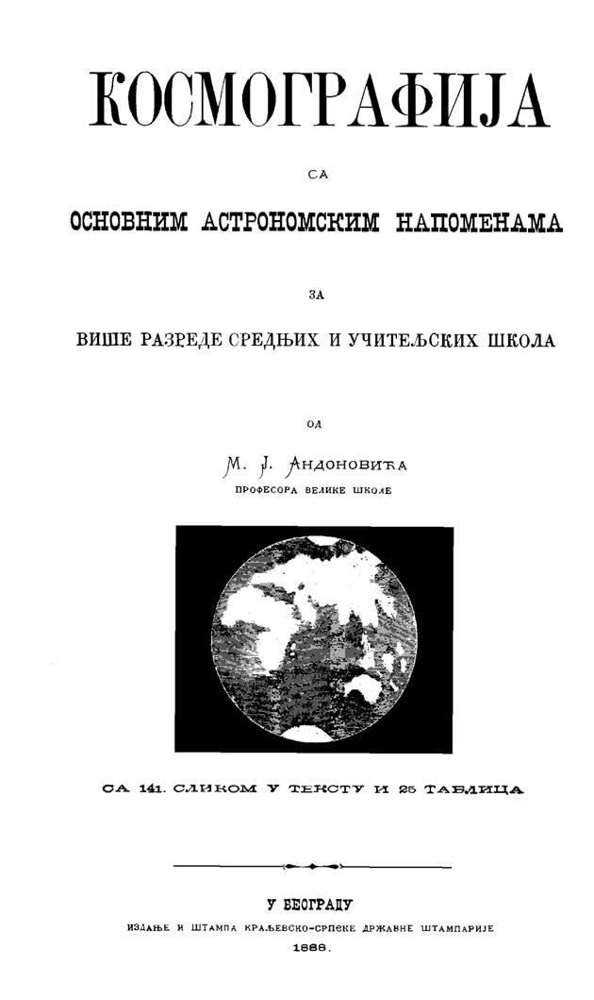 КОСМОГРАФИЈА
СА
ОСНОВНИМ АСТРОНОМСКИМ НАПОМЕНАМА
ЗА
ВИШЕ РАЗРЕДЕ СРЕДЊИХ И УЧИТЕЉСКИХ ШКОЛА
ОД
М. Ј. АНДОНОВИЋА
ПРОФЕСОРА ВЕЛИКЕ ШКОЛЕ
СА 141. СЛИКОМ У ТЕКСТУ И 25 ТАБЛИЦА
У БЕОГРАДУ
ИЗДАЊЕ И ШТАМПА КРАЉЕВСКО-СРПСКЕ ДРЖАВНЕ ШТАМПАРИЈЕ
1888.